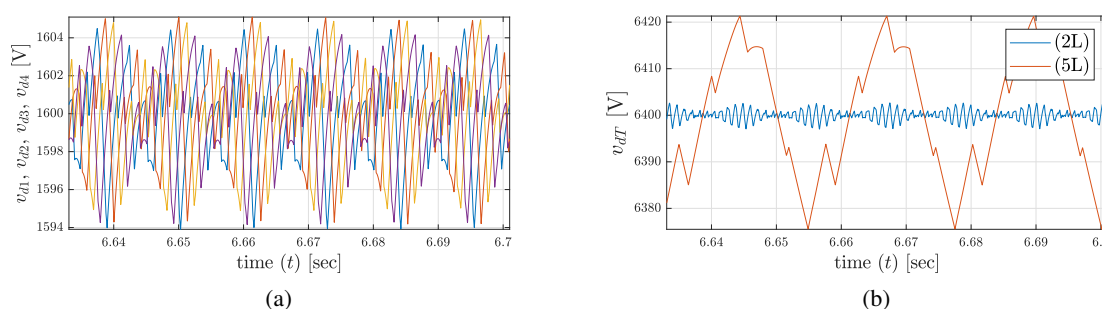 v_{d1}, v_{d2}, v_{d3}, v_{d4} [V]
1604
1602
1600
1598
1596
1594
6.64 6.65 6.66 6.67 6.68 6.69 6.7
time (t) [sec]
(a)
v_{dT} [V]
6420
6410
6400
6390
6380
(2L)
(5L)
6.64 6.65 6.66 6.67 6.68 6.69 6.
time (t) [sec]
(b)